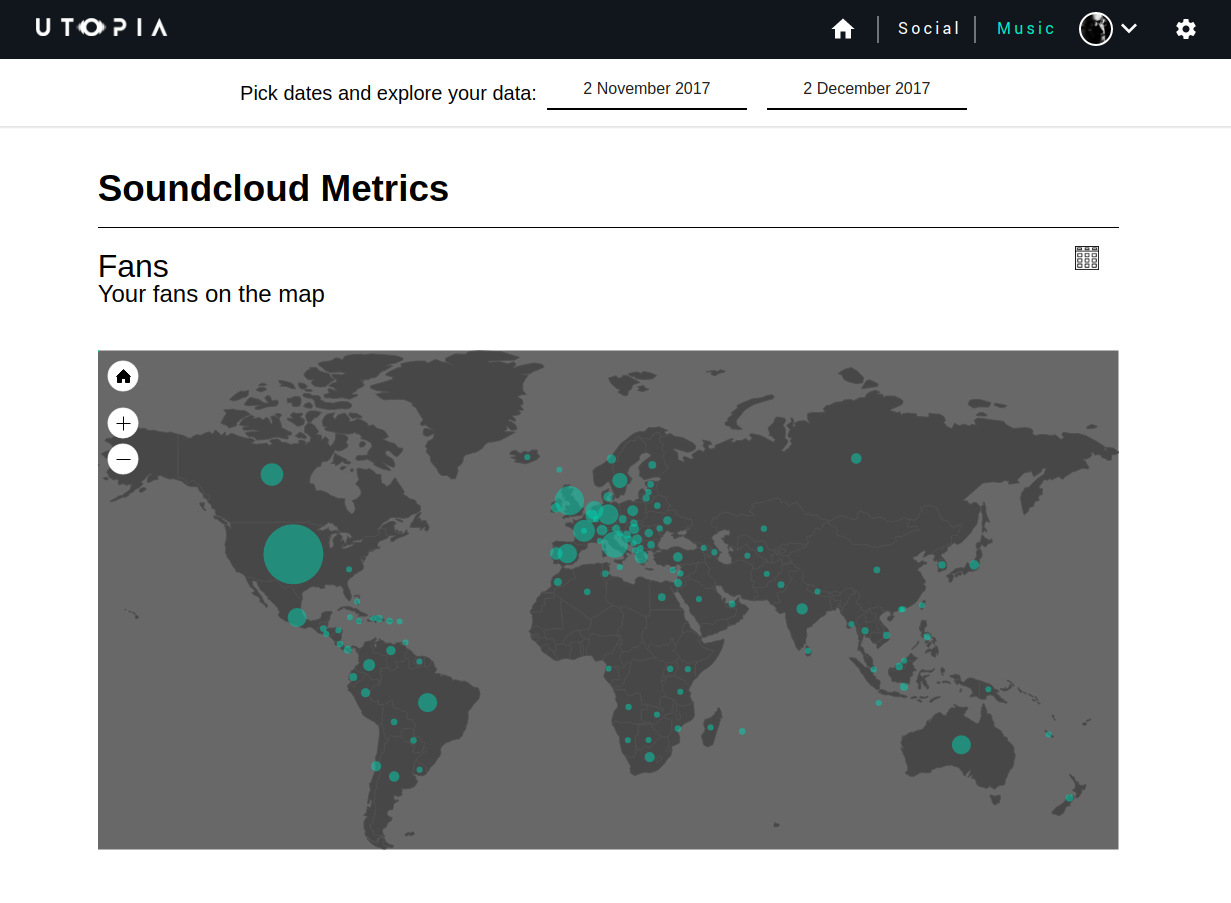 UTOPIA
Social
Music
Pick dates and explore your data:
2 November 2017
2 December 2017
Soundcloud Metrics
Fans
Your fans on the map